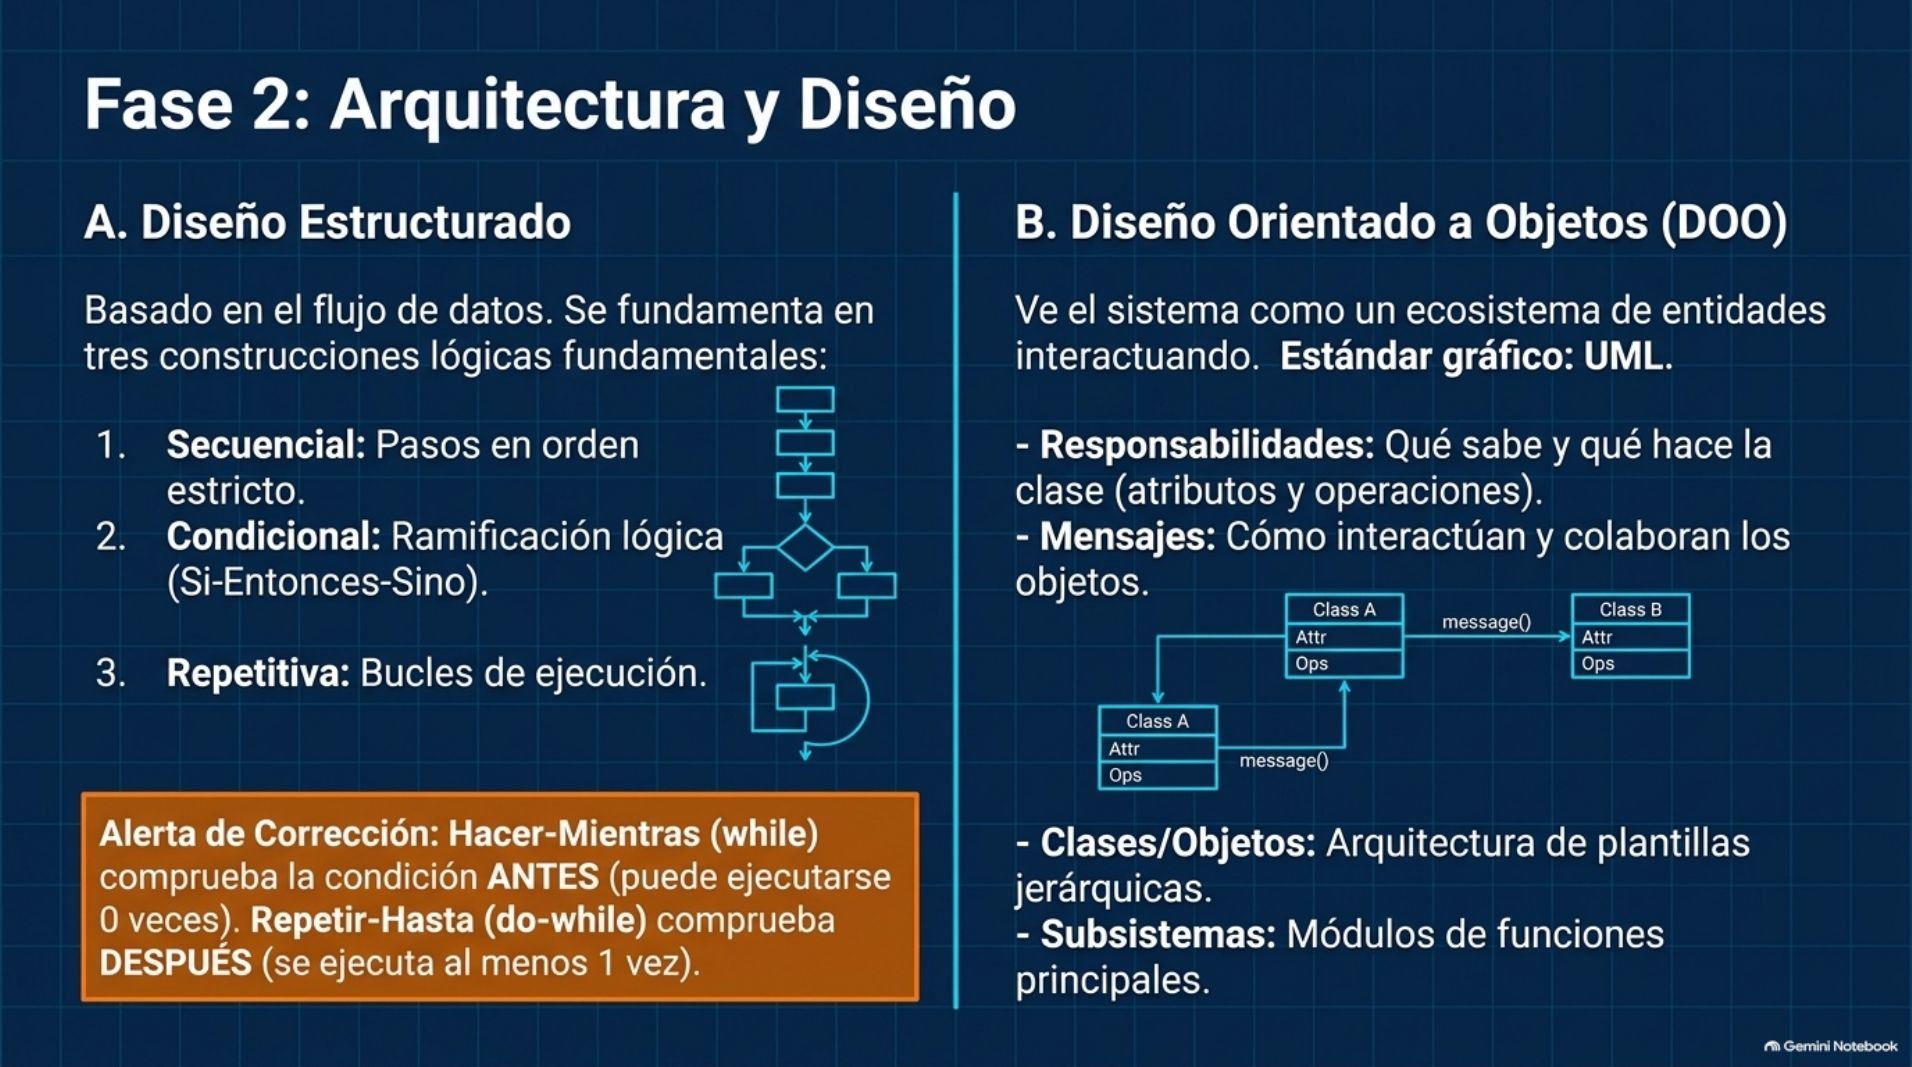 Fase 2: Arquitectura y Diseño
A. Diseño Estructurado
Basado en el flujo de datos. Se fundamenta en
tres construcciones lógicas fundamentales:
1. Secuencial: Pasos en orden
estricto.
2. Condicional: Ramificación lógica
(Si-Entonces-Sino).
3. Repetitiva: Bucles de ejecución.
Alerta de Corrección: Hacer-Mientras (while)
comprueba la condición ANTES (puede ejecutarse
0 veces). Repetir-Hasta (do-while) comprueba
DESPUÉS (se ejecuta al menos 1 vez).
B. Diseño Orientado a Objetos (DOO)
Ve el sistema como un ecosistema de entidades
interactuando. Estándar gráfico: UML.
- Responsabilidades: Qué sabe y qué hace la
clase (atributos y operaciones).
- Mensajes: Cómo interactúan y colaboran los
objetos.
Class A
Attr
Ops
message()
Class B
Attr
Ops
Class A
Attr
Ops
message()
- Clases/Objetos: Arquitectura de plantillas
jerárquicas.
- Subsistemas: Módulos de funciones
principales.
Gemini Notebook